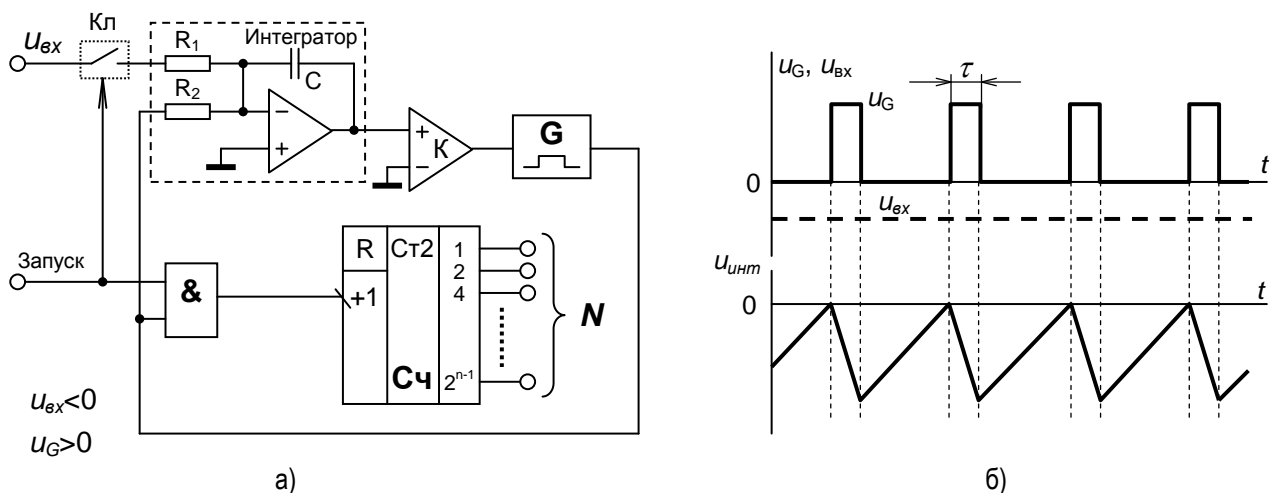 Кл
uвх
R1
Интегратор
C
R2
−
+
+
−
К
G
Запуск
&
R
Ст2
+1
Сч
1
2
4
2^n-1
N
uвх<0
uG>0
а)
uG, uвх
τ
uG
0
t
uвх
uинт
0
t
б)